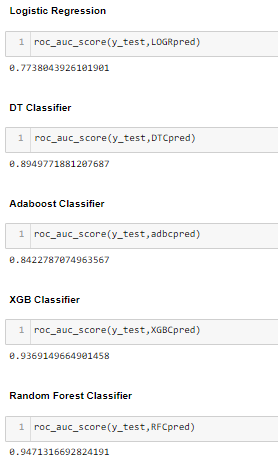 Logistic Regression
1 roc_auc_score(y_test,LOGRpred)
0.7738043926101901
DT Classifier
1 roc_auc_score(y_test,DTCpred)
0.8949771881207687
Adaboost Classifier
1 roc_auc_score(y_test,adbcpred)
0.8422787074963567
XGB Classifier
1 roc_auc_score(y_test,XGBCpred)
0.9369149664901458
Random Forest Classifier
1 roc_auc_score(y_test,RFCpred)
0.9471316692824191